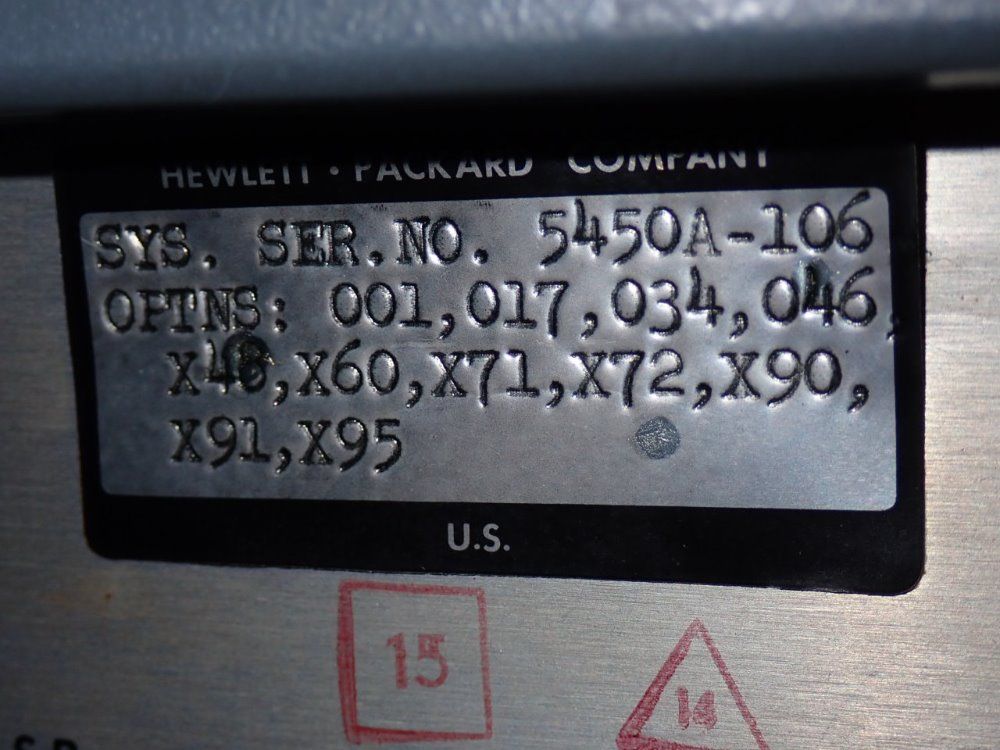 HEWLETT · PACKARD COMPANY
SYS. SER.NO. 5450A-106
OPTNS: 001,017,034,046,
X46,X60,X71,X72,X90,
X91,X95
U.S.
15
14